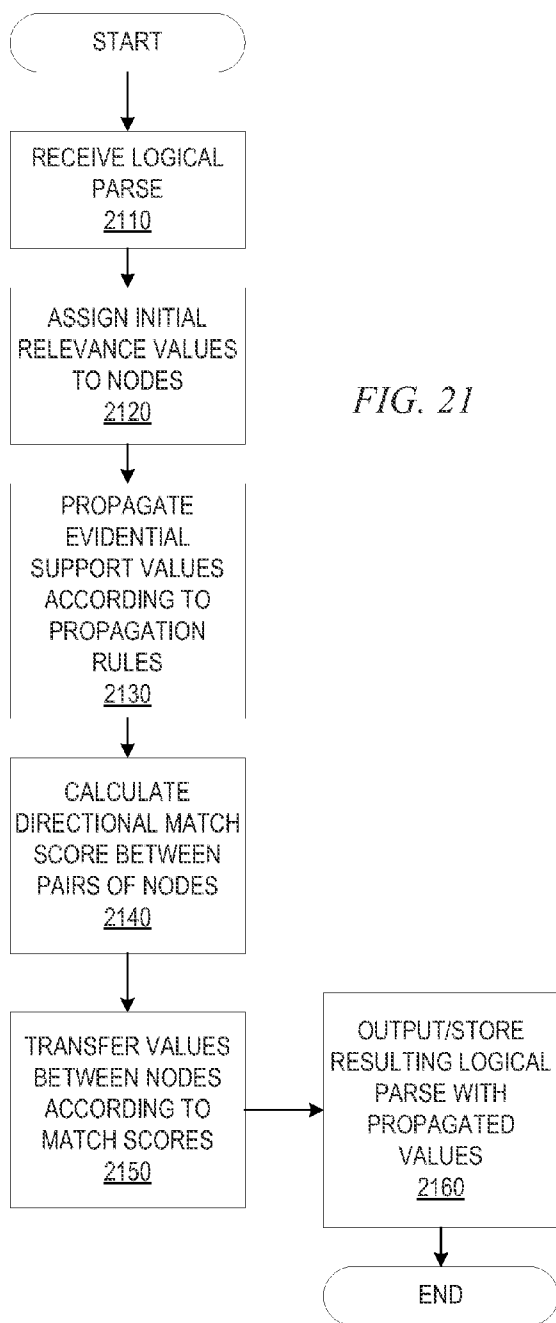 START
RECEIVE LOGICAL
PARSE
2110
ASSIGN INITIAL
RELEVANCE VALUES
TO NODES
2120
FIG. 21
PROPAGATE
EVIDENTIAL
SUPPORT VALUES
ACCORDING TO
PROPAGATION
RULES
2130
CALCULATE
DIRECTIONAL MATCH
SCORE BETWEEN
PAIRS OF NODES
2140
TRANSFER VALUES
BETWEEN NODES
ACCORDING TO
MATCH SCORES
2150
OUTPUT/STORE
RESULTING LOGICAL
PARSE WITH
PROPAGATED
VALUES
2160
END